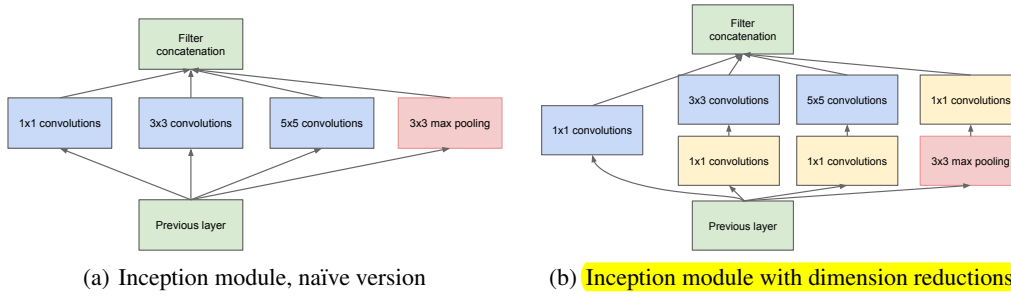 Filter
concatenation
1x1 convolutions
3x3 convolutions
5x5 convolutions
3x3 max pooling
Previous layer
(a) Inception module, naïve version
Filter
concatenation
3x3 convolutions
5x5 convolutions
1x1 convolutions
1x1 convolutions
1x1 convolutions
1x1 convolutions
3x3 max pooling
Previous layer
(b) Inception module with dimension reductions